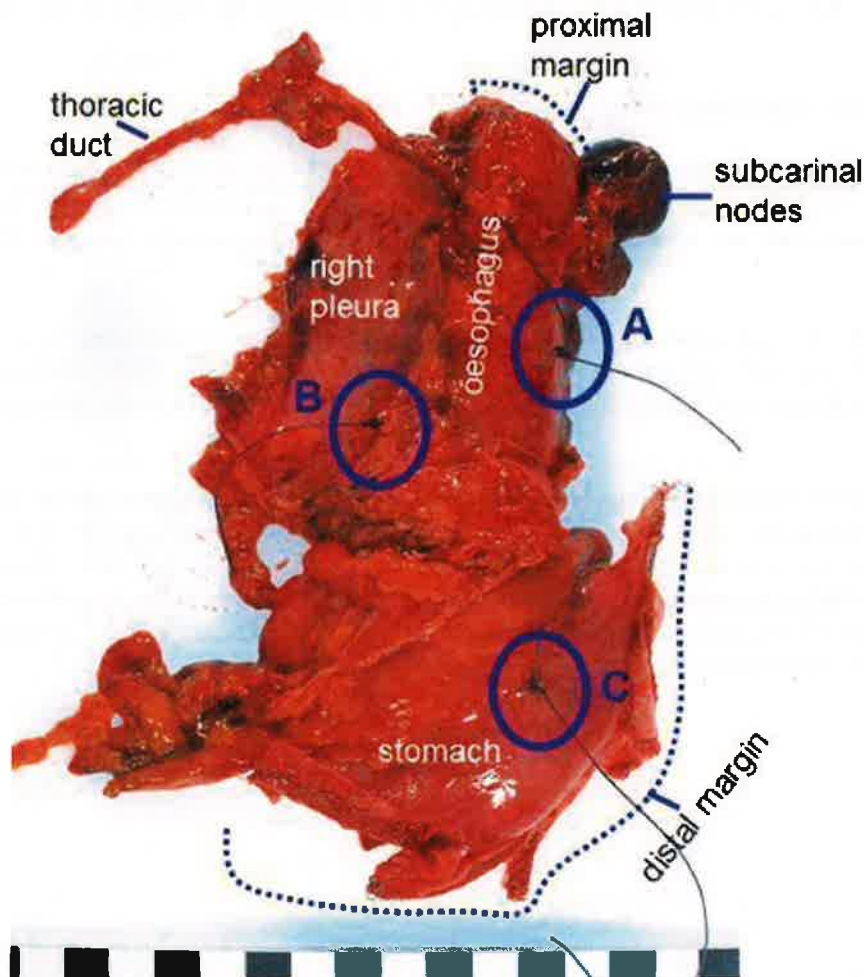 proximal
margin
thoracic
duct
subcarinal
nodes
right
pleura
oesophagus
A
B
C
stomach
distal margin